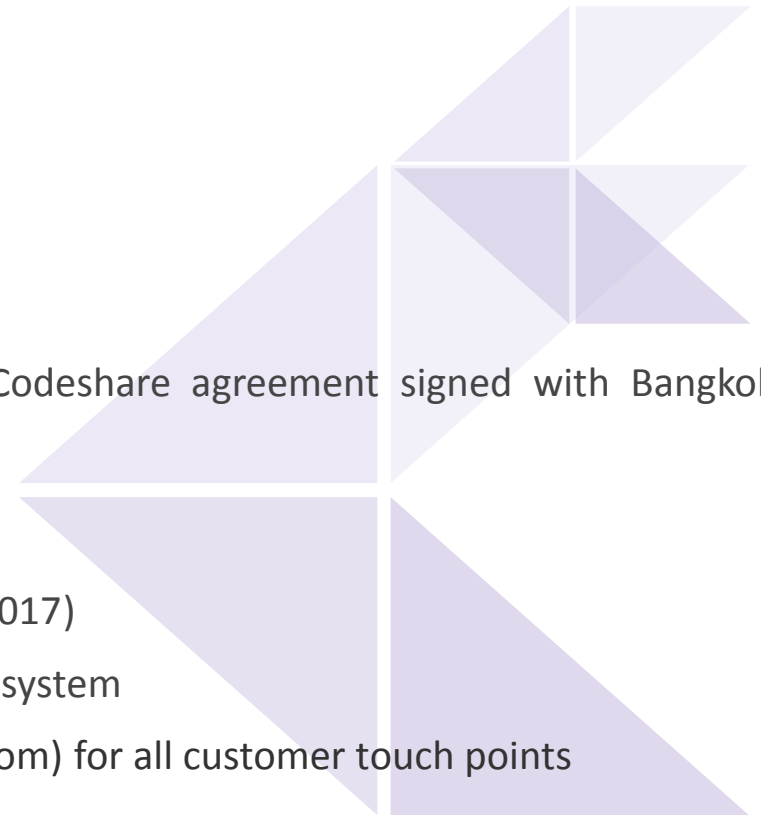 Codeshare agreement signed with Bangkok
017)
system
om) for all customer touch points